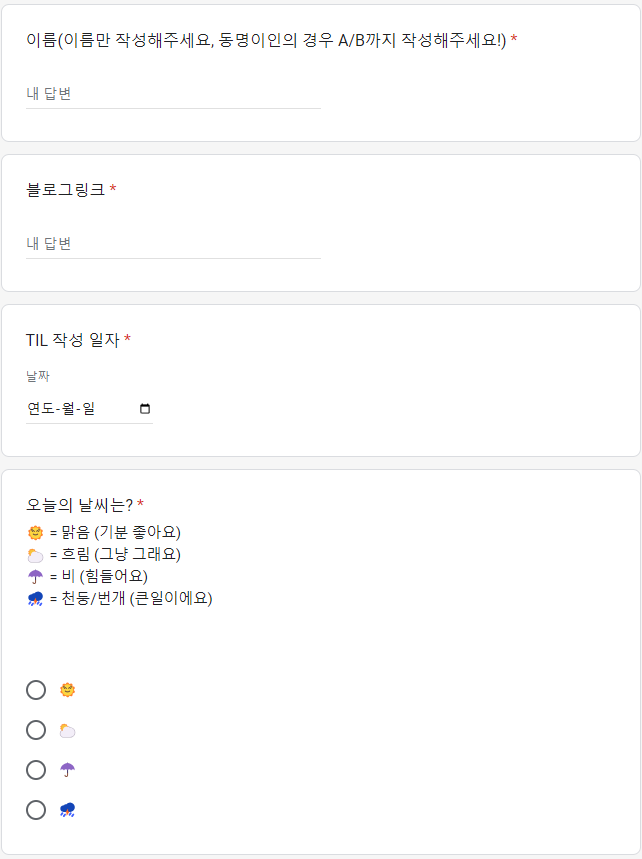 이름(이름만 작성해주세요, 동명이인의 경우 A/B까지 작성해주세요!) *
내 답변
블로그링크 *
내 답변
TIL 작성 일자 *
날짜
연도-월-일
오늘의 날씨는? *
🌞 = 맑음 (기분 좋아요)
🌥 = 흐림 (그냥 그래요)
☂ = 비 (힘들어요)
⛈ = 천둥/번개 (큰일이에요)
🌞
🌥
☂
⛈